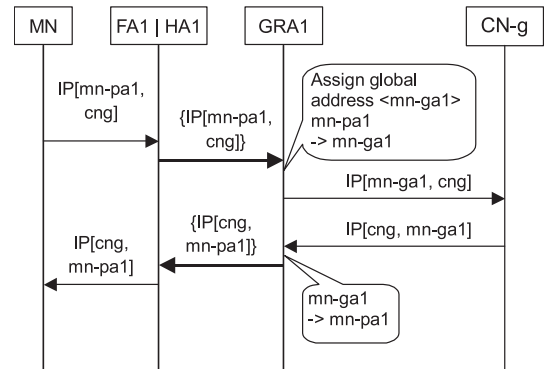 MN
FA1 | HA1
GRA1
CN-g
IP[mn-pa1,
cng]
{IP[mn-pa1,
cng]}
Assign global
address <mn-ga1>
mn-pa1
-> mn-ga1
IP[mn-ga1, cng]
IP[cng, mn-ga1]
{IP[cng,
mn-pa1]}
IP[cng,
mn-pa1]
mn-ga1
-> mn-pa1